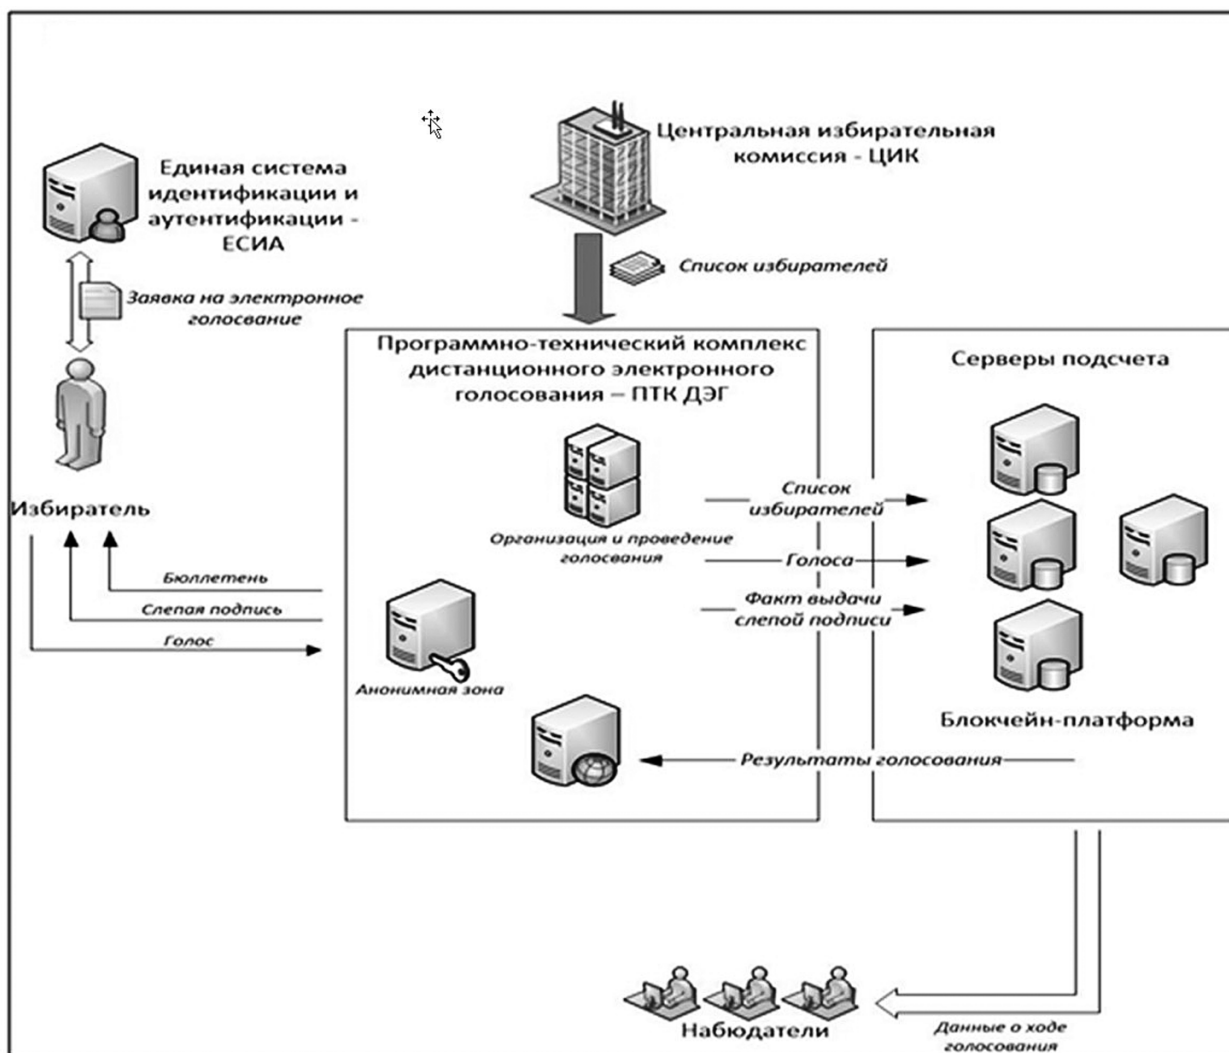 Центральная избирательная
комиссия - ЦИК
Единая система
идентификации и
аутентификации -
ЕСИА
Список избирателей
Заявка на электронное
голосвание
Избиратель
Программно-технический комплекс
дистанционного электронного
голосования – ПТК ДЭГ
Организация и проведение
голосвания
Анонимная зона
Бюллетень
Слепая подпись
Голос
Серверы подсчета
Список
избирателей
Голоса
Факт выдачи
слепой подписи
Блокчейн-платформа
Результаты голосования
Набюдатели
Данные о ходе
голосования